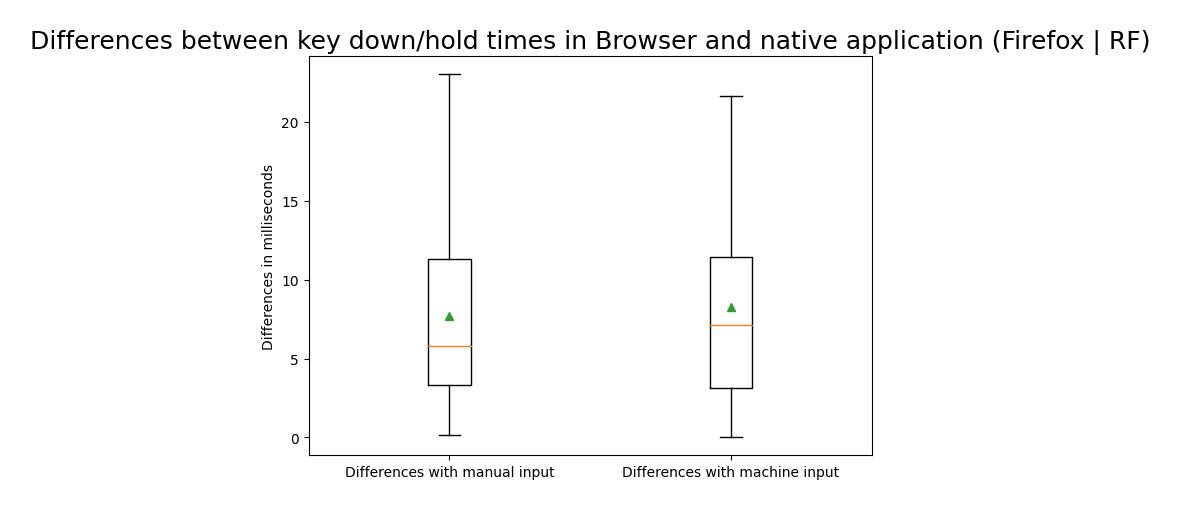 Differences between key down/hold times in Browser and native application (Firefox | RF)
Differences in milliseconds
20
15
10
5
0
Differences with manual input
Differences with machine input